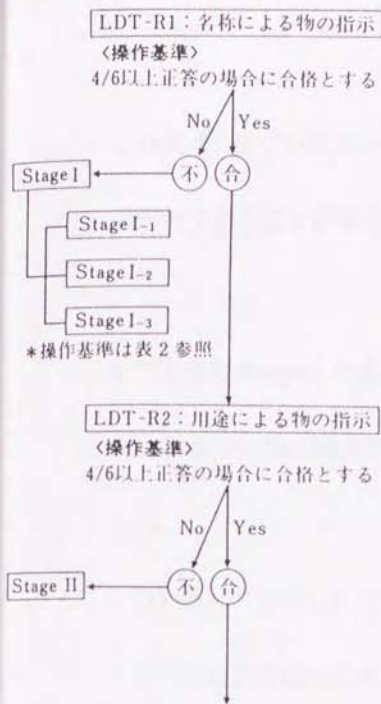 LDT-R1：名称による物の指示
〈操作基準〉
4/6以上正答の場合に合格とする
No Yes
StageⅠ 不 合
StageⅠ-1
StageⅠ-2
StageⅠ-3
＊操作基準は表2参照
LDT-R2：用途による物の指示
〈操作基準〉
4/6以上正答の場合に合格とする
No Yes
Stage Ⅱ 不 合